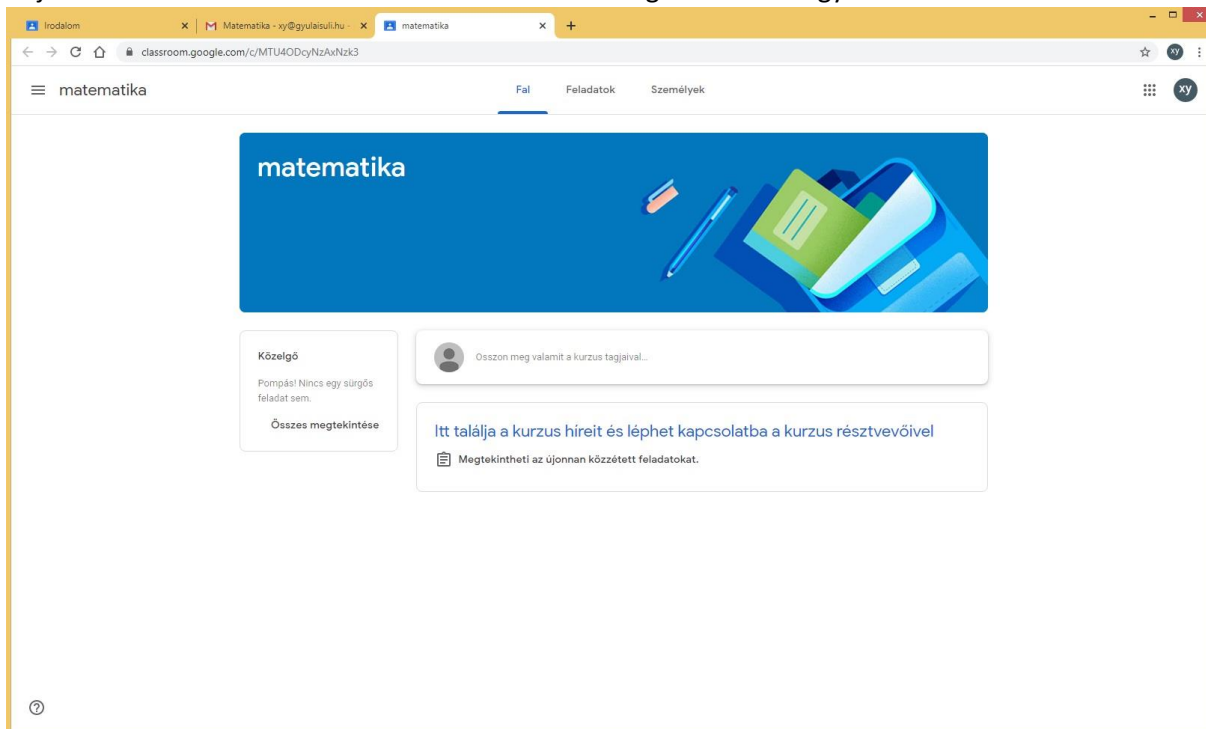 Irodalom
Matematika - xy@gyulaisuli.hu -
matematika
classroom.google.com/c/MTU4ODcyNzAxNzk3
xy
matematika
Fal
Feladatok
Személyek
xy
matematika
Közelgő
Pompás! Nincs egy sürgős
feladat sem.
Összes megtekintése
Osszon meg valamit a kurzus tagjaival...
Itt találja a kurzus híreit és léphet kapcsolatba a kurzus résztvevőivel
Megtekintheti az újonnan közzétett feladatokat.